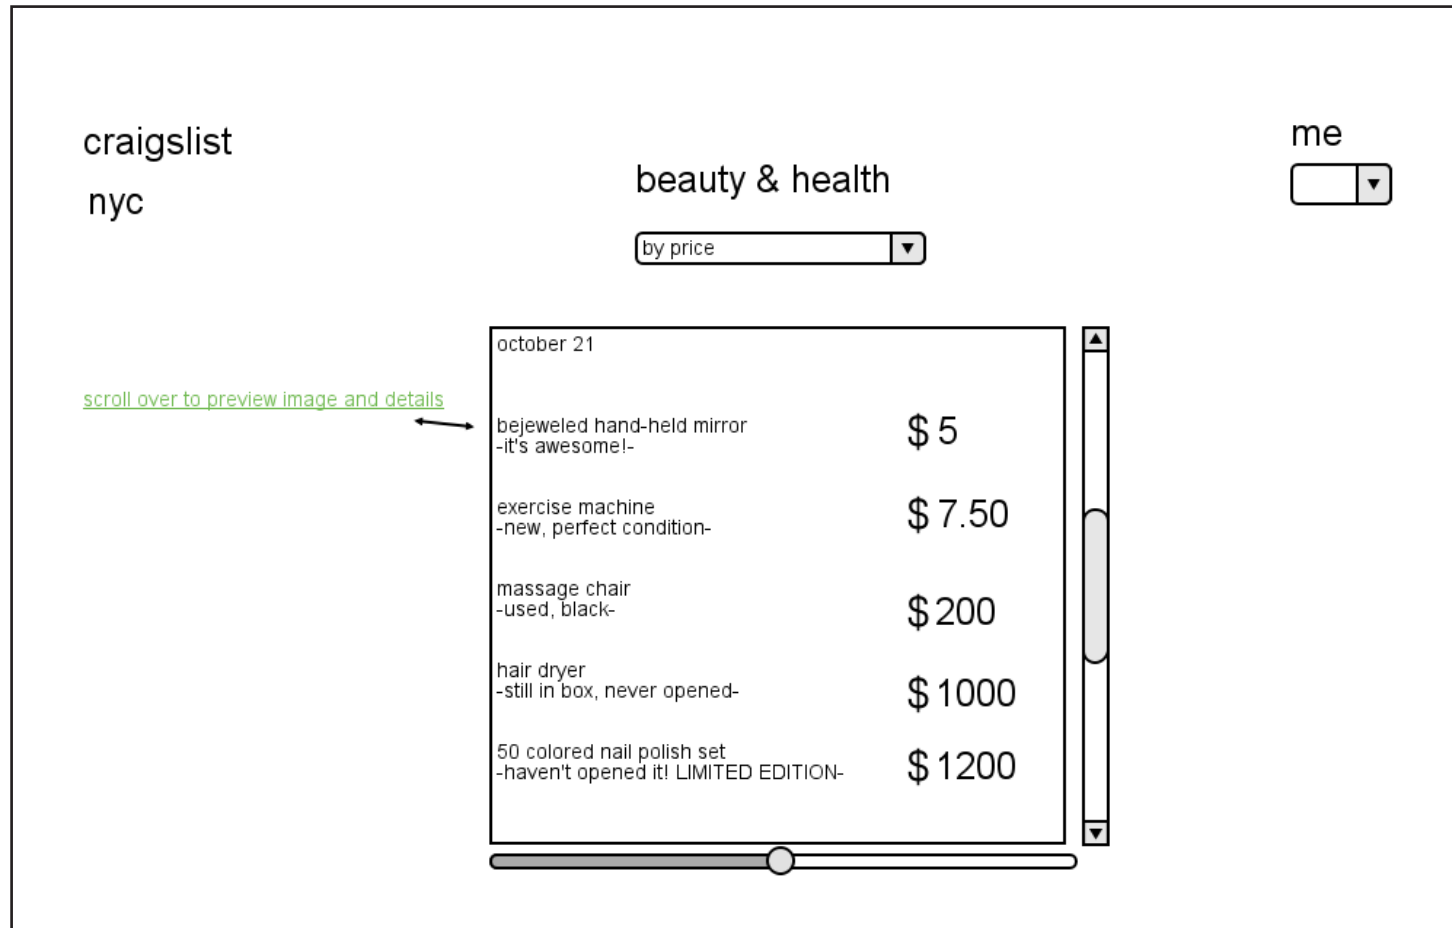 craigslist
nyc
me
beauty & health
by price
october 21
scroll over to preview image and details
bejeweled hand-held mirror
-it's awesome!-
$ 5
exercise machine
-new, perfect condition-
$ 7.50
massage chair
-used, black-
$ 200
hair dryer
-still in box, never opened-
$ 1000
50 colored nail polish set
-haven't opened it! LIMITED EDITION-
$ 1200